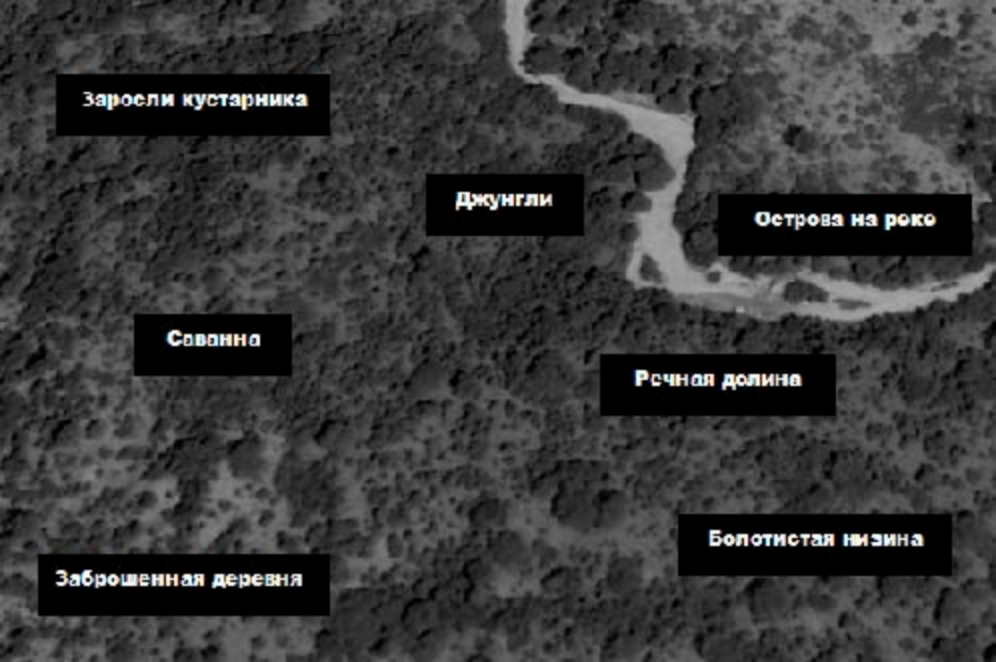 Заросли кустарника
Джунгли
Острова на реке
Саванна
Речная долина
Болотистая низина
Заброшенная деревня